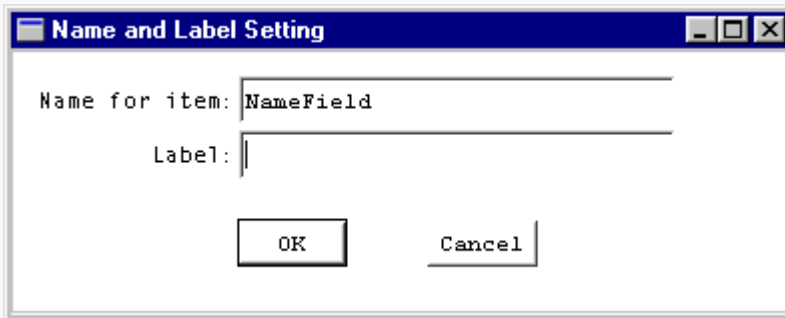 Name and Label Setting
Name for item: NameField
Label:
OK Cancel